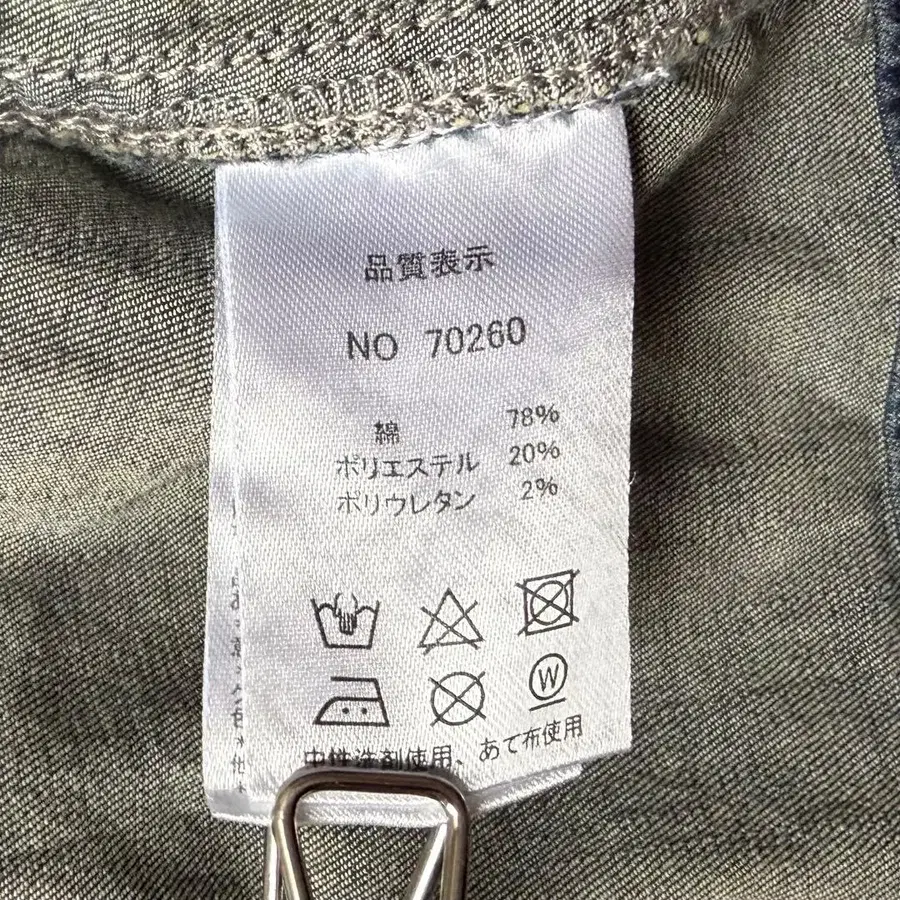 品質表示
NO 70260
綿 78%
ポリエステル 20%
ポリウレタン 2%
W
中性洗剤使用、あて布使用